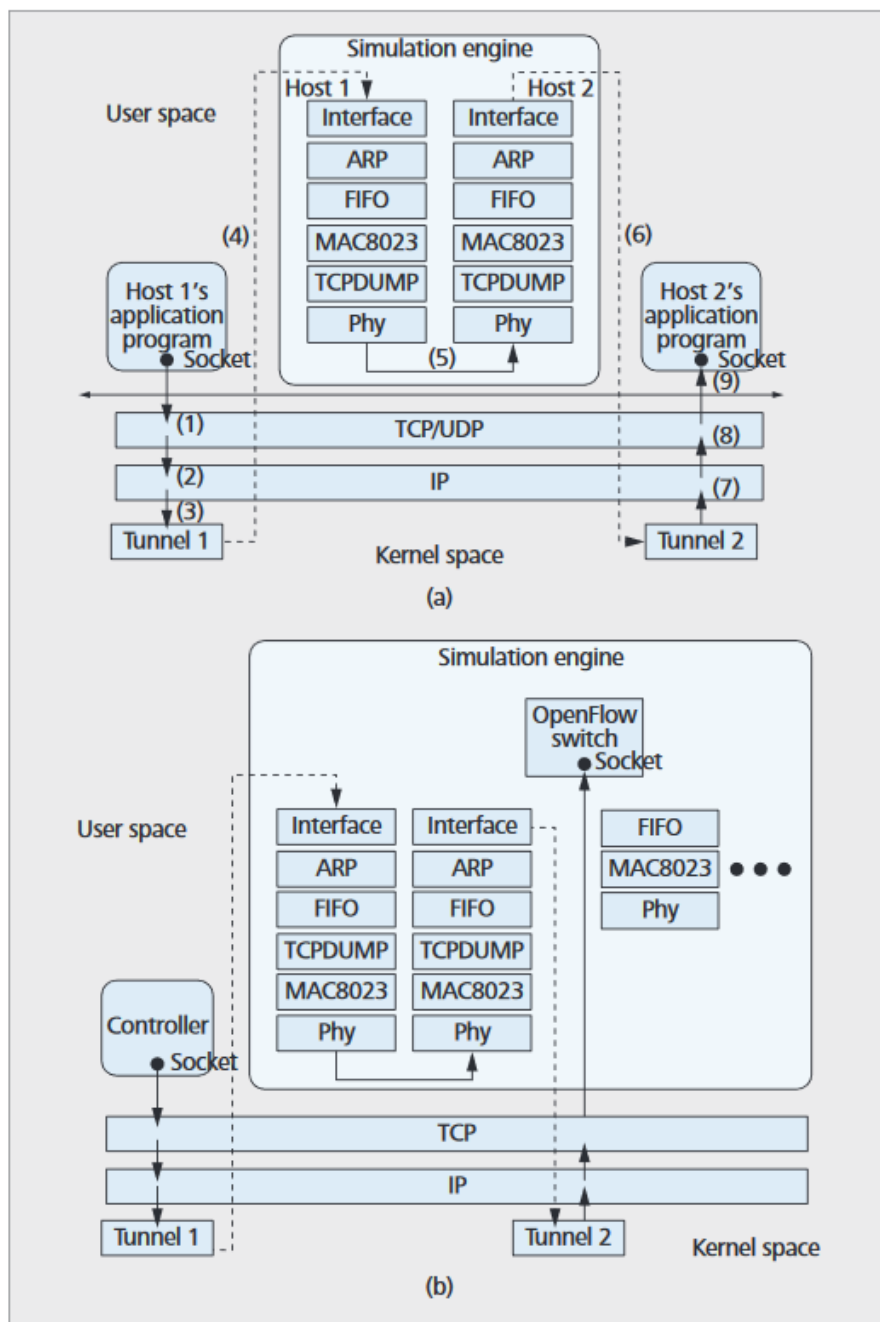 Simulation engine
Host 1
Host 2
User space
Interface
Interface
ARP
ARP
FIFO
FIFO
(4)
MAC8023
MAC8023
(6)
TCPDUMP
TCPDUMP
Host 1's
application
program
Host 2's
application
program
Phy
Phy
Socket
(5)
Socket
(9)
(1)
TCP/UDP
(8)
(2)
IP
(7)
(3)
Tunnel 1
Tunnel 2
Kernel space
(a)
Simulation engine
OpenFlow
switch
Socket
User space
Interface
Interface
FIFO
ARP
ARP
MAC8023
FIFO
FIFO
Phy
TCPDUMP
TCPDUMP
MAC8023
MAC8023
Controller
Phy
Phy
Socket
TCP
IP
Tunnel 1
Tunnel 2
Kernel space
(b)